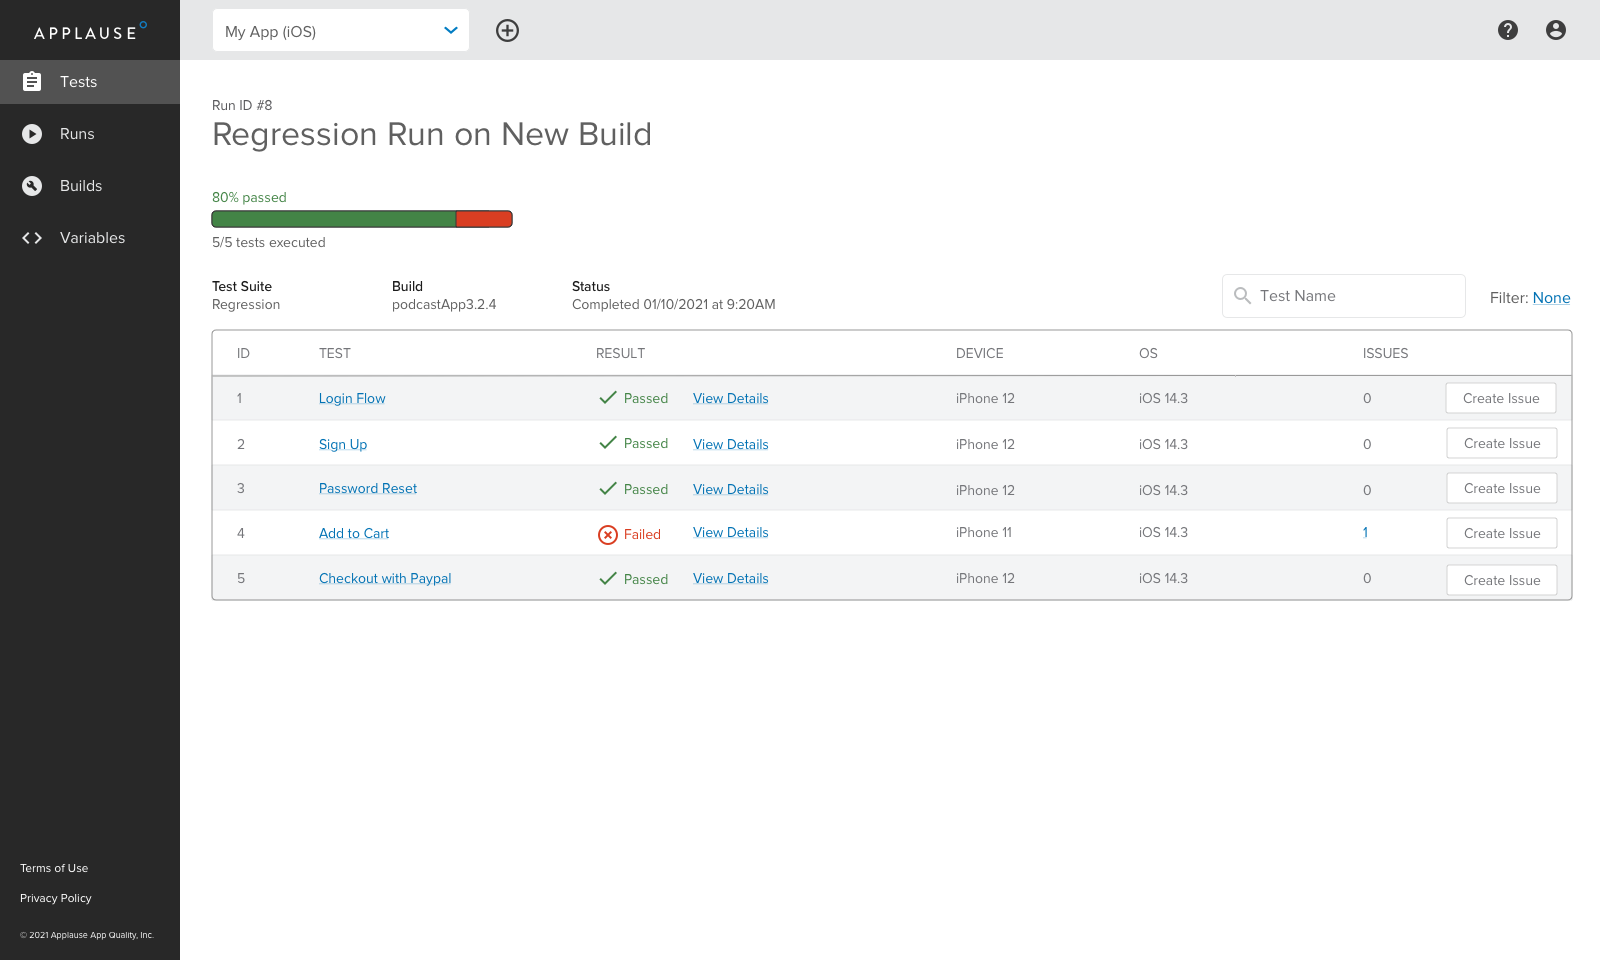 APPLAUSE
My App (iOS)
Tests
Runs
Builds
Variables
Run ID #8
Regression Run on New Build
80% passed
5/5 tests executed
Test Suite Build Status
Regression podcastApp3.2.4 Completed 01/10/2021 at 9:20AM
Test Name Filter: None
ID TEST RESULT DEVICE OS ISSUES
1 Login Flow Passed View Details iPhone 12 iOS 14.3 0 Create Issue
2 Sign Up Passed View Details iPhone 12 iOS 14.3 0 Create Issue
3 Password Reset Passed View Details iPhone 12 iOS 14.3 0 Create Issue
4 Add to Cart Failed View Details iPhone 11 iOS 14.3 1 Create Issue
5 Checkout with Paypal Passed View Details iPhone 12 iOS 14.3 0 Create Issue
Terms of Use
Privacy Policy
© 2021 Applause App Quality, Inc.